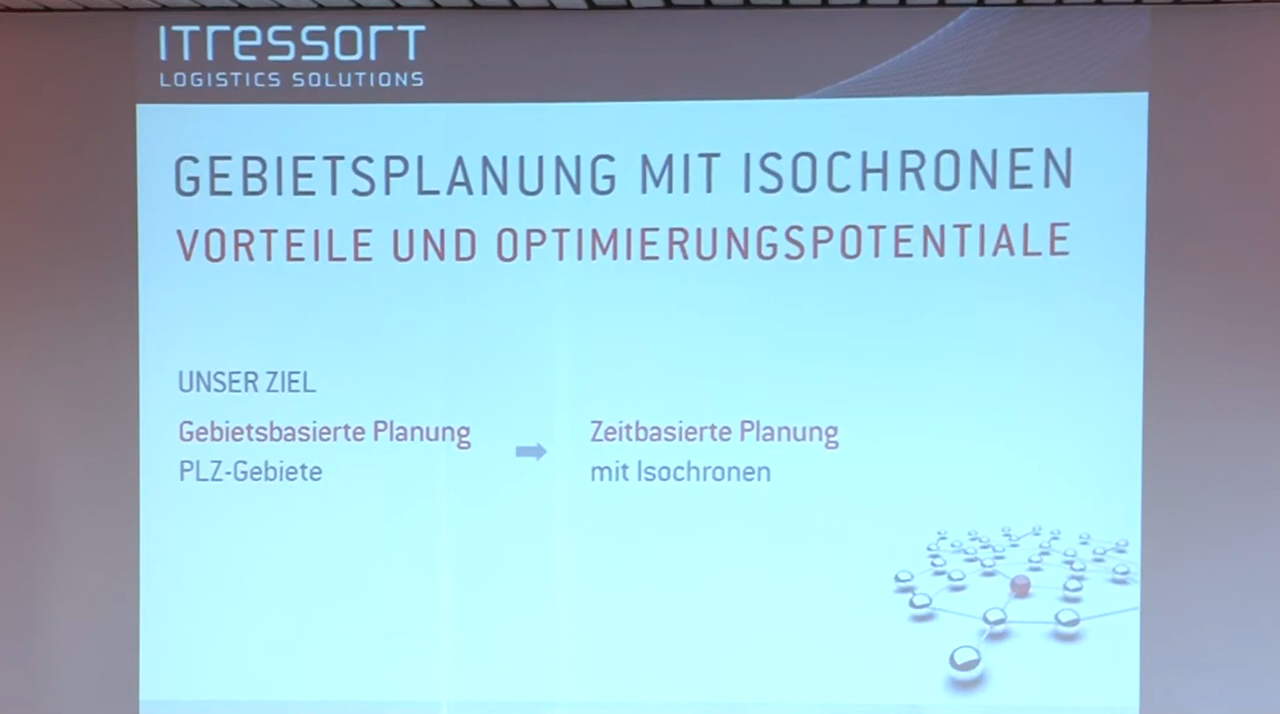 ITRESSORT
LOGISTICS SOLUTIONS
GEBIETSPLANUNG MIT ISOCHRONEN
VORTEILE UND OPTIMIERUNGSPOTENTIALE
UNSER ZIEL
Gebietsbasierte Planung
PLZ-Gebiete
Zeitbasierte Planung
mit Isochronen